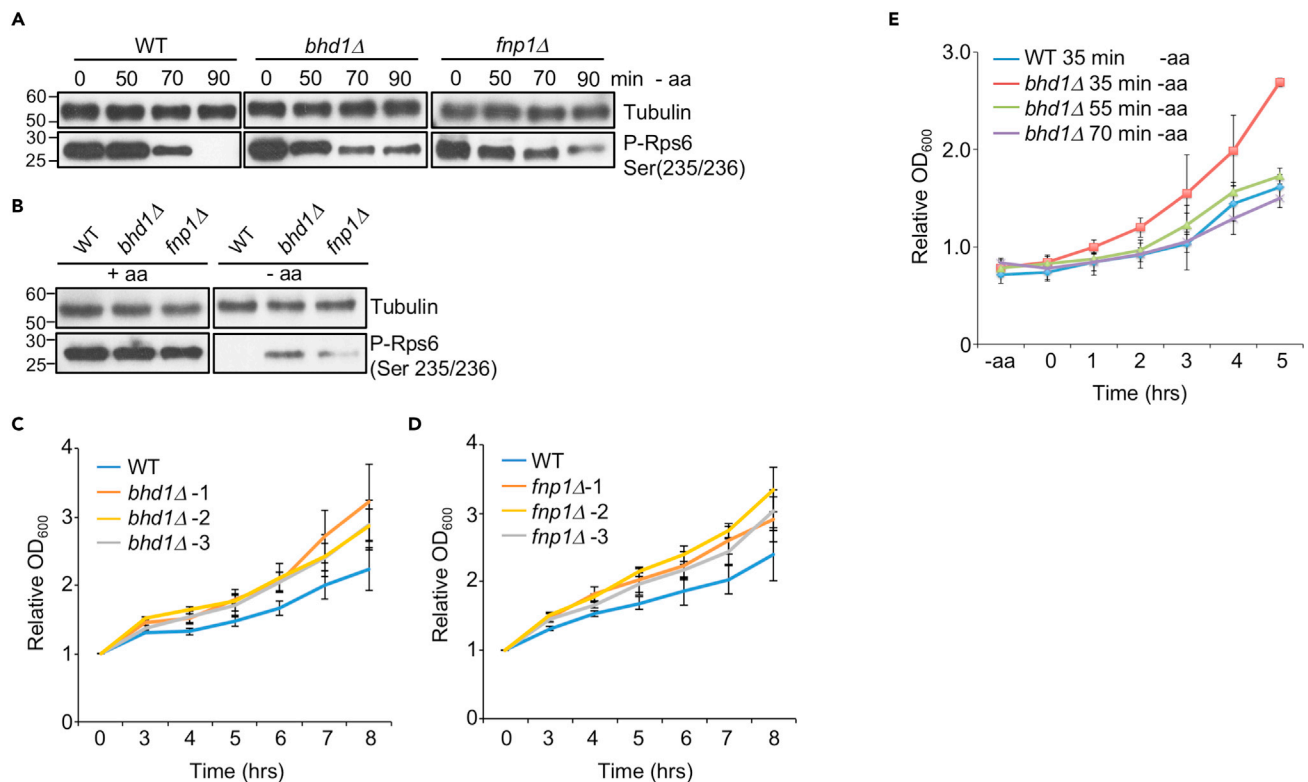 A
WT bhd1Δ fnp1Δ
0 50 70 90 0 50 70 90 0 50 70 90 min - aa
60
50
Tubulin
30
25
P-Rps6
Ser(235/236)
B
WT bhd1Δ fnp1Δ WT bhd1Δ fnp1Δ
+ aa - aa
60
50
Tubulin
30
25
P-Rps6
(Ser 235/236)
C
Relative OD600
4
3
2
1
0
WT
bhd1Δ -1
bhd1Δ -2
bhd1Δ -3
0 3 4 5 6 7 8
Time (hrs)
D
Relative OD600
4
3
2
1
0
WT
fnp1Δ-1
fnp1Δ -2
fnp1Δ -3
0 3 4 5 6 7 8
Time (hrs)
E
Relative OD600
3.0
2.0
1.0
0
WT 35 min -aa
bhd1Δ 35 min -aa
bhd1Δ 55 min -aa
bhd1Δ 70 min -aa
-aa 0 1 2 3 4 5
Time (hrs)